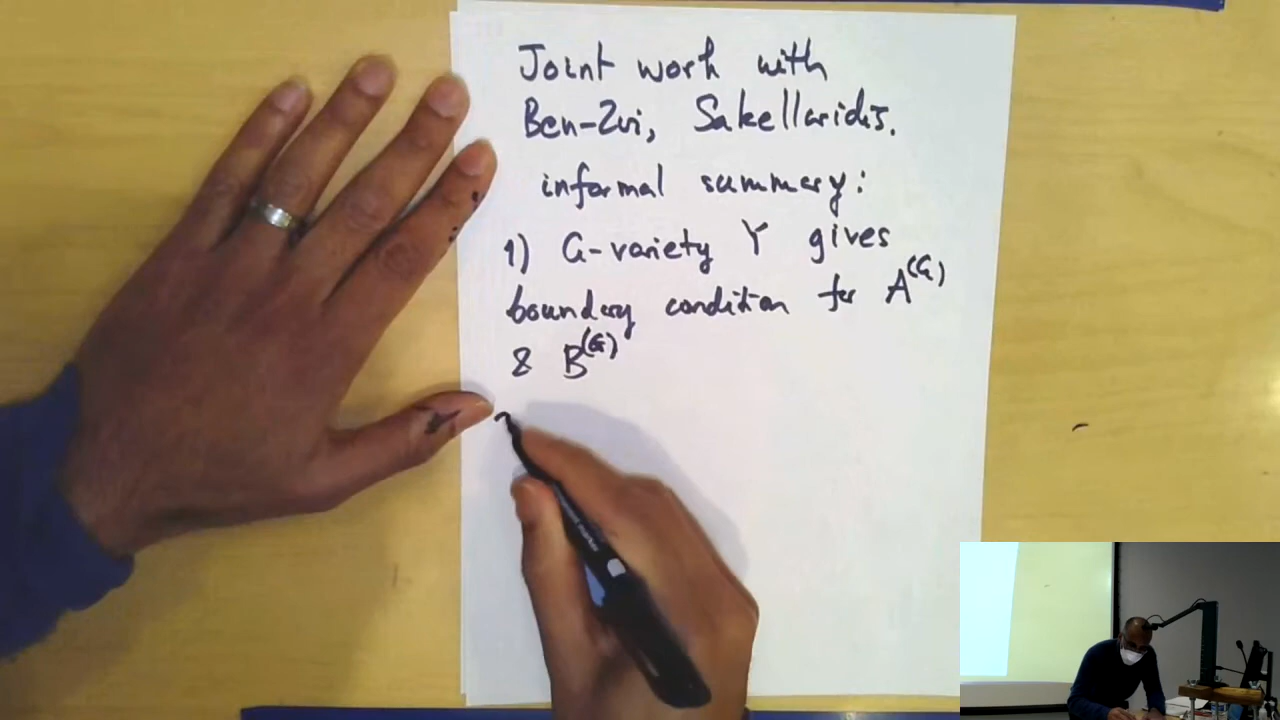 Joint work with
Ben-Zvi, Sakellaridis.
informal summary:
1) G-variety Y gives
boundary condition for A^(G)
& B^(G)